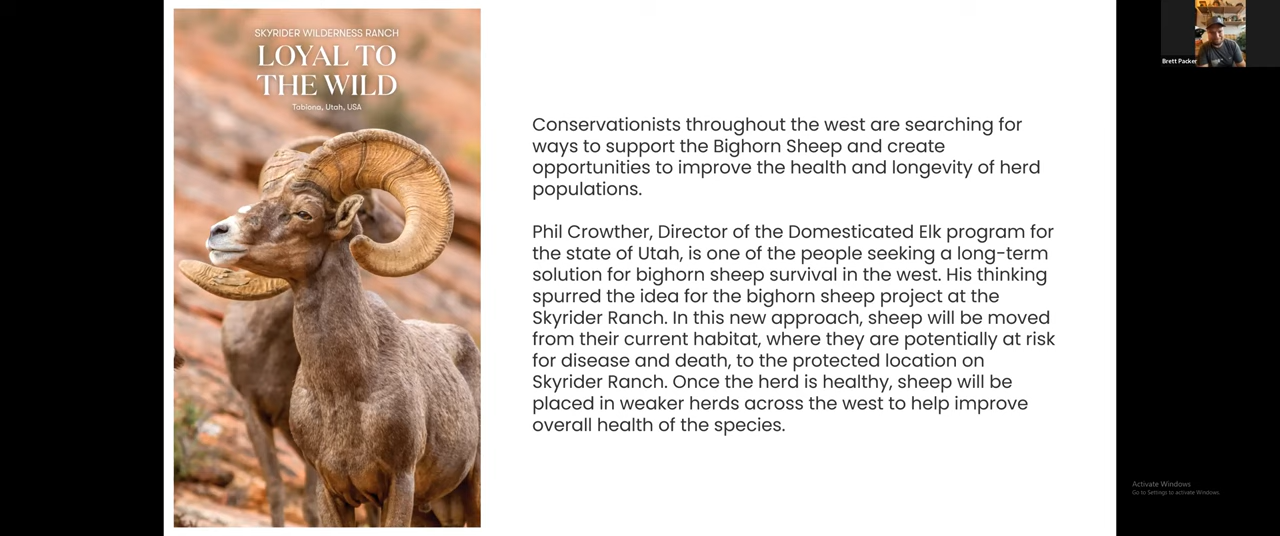 SKYRIDER WILDERNESS RANCH
LOYAL TO
THE WILD
Tabiona, Utah, USA
Conservationists throughout the west are searching for
ways to support the Bighorn Sheep and create
opportunities to improve the health and longevity of herd
populations.
Phil Crowther, Director of the Domesticated Elk program for
the state of Utah, is one of the people seeking a long-term
solution for bighorn sheep survival in the west. His thinking
spurred the idea for the bighorn sheep project at the
Skyrider Ranch. In this new approach, sheep will be moved
from their current habitat, where they are potentially at risk
for disease and death, to the protected location on
Skyrider Ranch. Once the herd is healthy, sheep will be
placed in weaker herds across the west to help improve
overall health of the species.
Brett Packer
Activate Windows
Go to Settings to activate Windows.